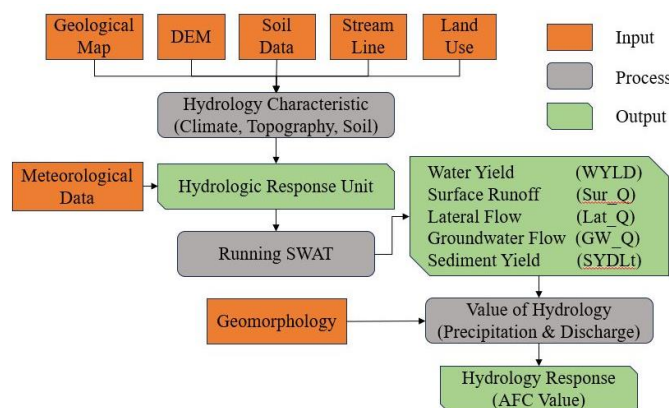 Geological
Map
DEM
Soil
Data
Stream
Line
Land
Use
Input
Process
Output
Hydrology Characteristic
(Climate, Topography, Soil)
Meteorological
Data
Hydrologic Response Unit
Running SWAT
Water Yield (WYLD)
Surface Runoff (Sur_Q)
Lateral Flow (Lat_Q)
Groundwater Flow (GW_Q)
Sediment Yield (SYDLt)
Geomorphology
Value of Hydrology
(Precipitation & Discharge)
Hydrology Response
(AFC Value)